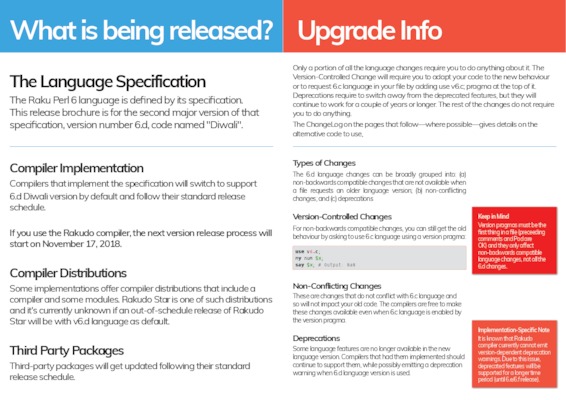 What is being released?
The Language Specification
The Raku Perl 6 language is defined by its specification.
This release brochure is for the second major version of that
specification, version number 6.d, code named "Diwali".
Compiler Implementation
Compilers that implement the specification will switch to support
6.d Diwali version by default and follow their standard release
schedule.
If you use the Rakudo compiler, the next version release process will
start on November 17, 2018.
Compiler Distributions
Some implementations offer compiler distributions that include a
compiler and some modules. Rakudo Star is one of such distributions
and it's currently unknown if an out-of-schedule release of Rakudo
Star will be with v6.d language as default.
Third Party Packages
Third-party packages will get updated following their standard
release schedule.
Upgrade Info
Only a portion of all the language changes require you to do anything about it. The
Version-Controlled Change will require you to adapt your code to the new behaviour
or to request 6.c language in your file by adding use v6.c; pragma at the top of it.
Deprecations require to switch away from the deprecated features, but they will
continue to work for a couple of years or longer. The rest of the changes do not require
you to do anything.
The ChangeLog on the pages that follow—where possible—gives details on the
alternative code to use.
Types of Changes
The 6.d language changes can be broadly grouped into: (a)
non-backwards compatible changes that are not available when
a file requests an older language version; (b) non-conflicting
changes; and (c) deprecations
Version-Controlled Changes
For non-backwards compatible changes, you can still get the old
behaviour by asking to use 6.c language using a version pragma:
use v6.c;
my num $x;
say $x; # output: NaN
Keep in Mind
Version pragmas must be the
first thing in a file (preceding
comments and Pod are
OK) and they only affect
non-backwards compatible
language changes, not all the
6.d changes.
Non-Conflicting Changes
These are changes that do not conflict with 6.c language and
so will not impact your old code. The compilers are free to make
these changes available even when 6.c language is enabled by
the version pragma.
Deprecations
Some language features are no longer available in the new
language version. Compilers that had them implemented should
continue to support them, while possibly emitting a deprecation
warning when 6.d language version is used.
Implementation-Specific Note
It is known that Rakudo
compiler currently cannot emit
version-dependent deprecation
warnings. Due to this issue,
deprecated features will be
supported for a longer time
period (until 6.e/6.f release).